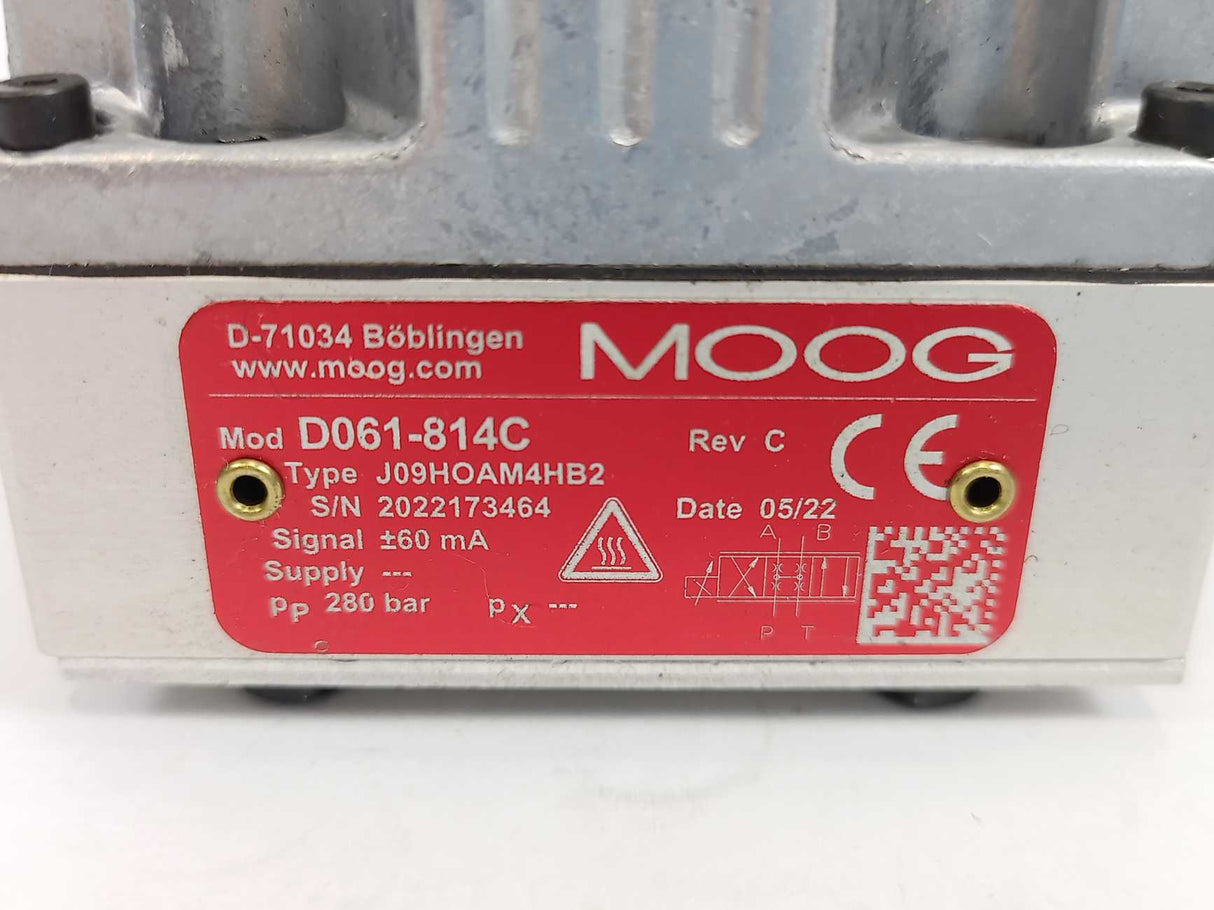 D-71034 Böblingen
www.moog.com
MOOG
Mod D061-814C
Rev C
CE
Type J09HOAM4HB2
S/N 2022173464
Date 05/22
Signal ±60 mA
A B
Supply ---
pP 280 bar
pX ---
P T